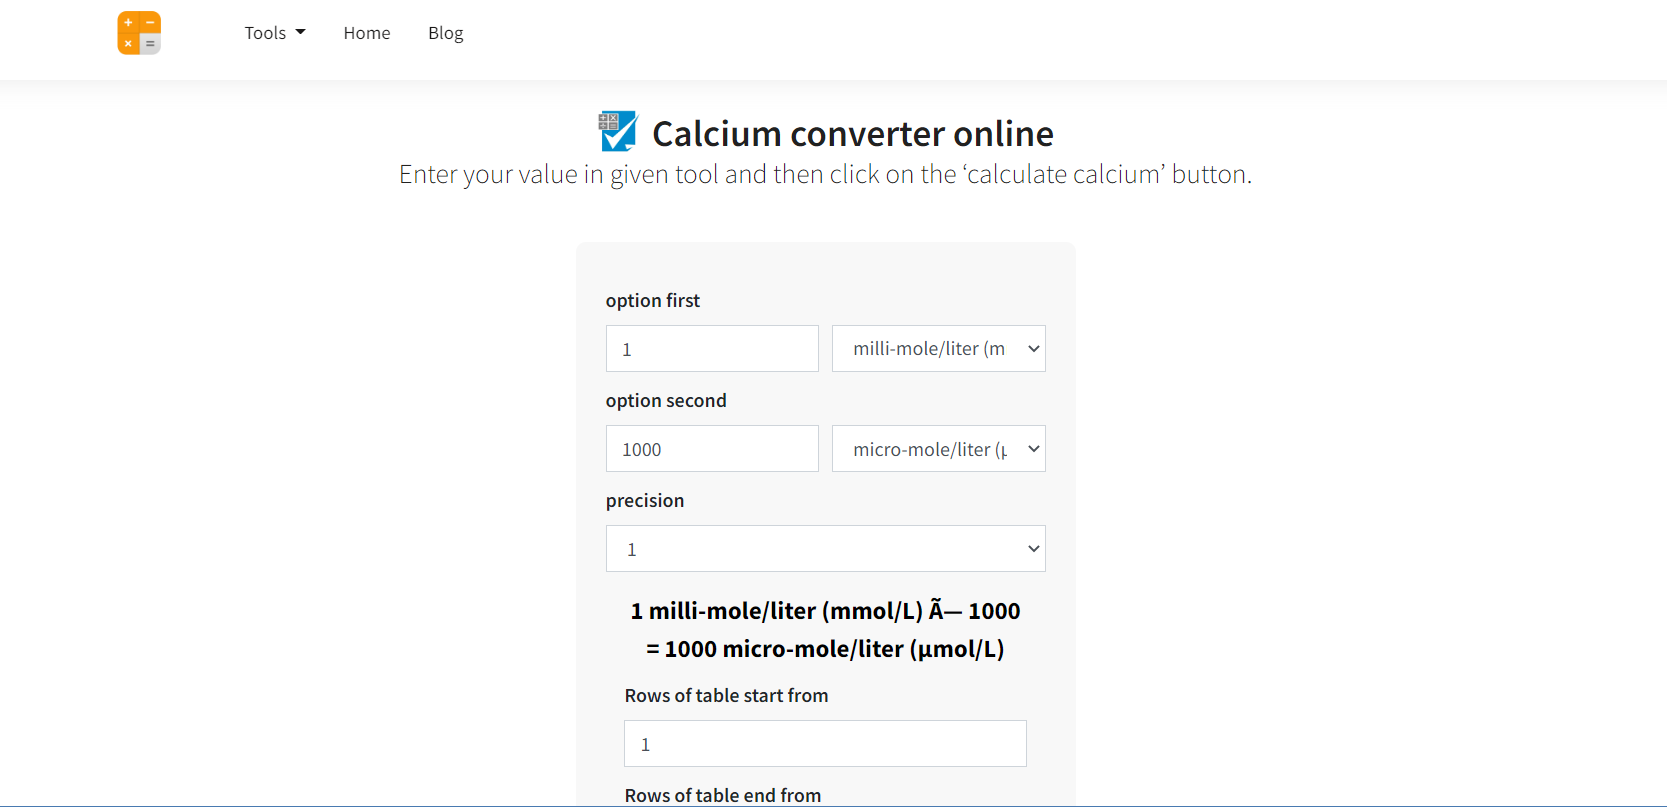 Tools Home Blog
Calcium converter online
Enter your value in given tool and then click on the ‘calculate calcium’ button.
option first
1 milli-mole/liter (m
option second
1000 micro-mole/liter (μ
precision
1
1 milli-mole/liter (mmol/L) Ã— 1000
= 1000 micro-mole/liter (μmol/L)
Rows of table start from
1
Rows of table end from